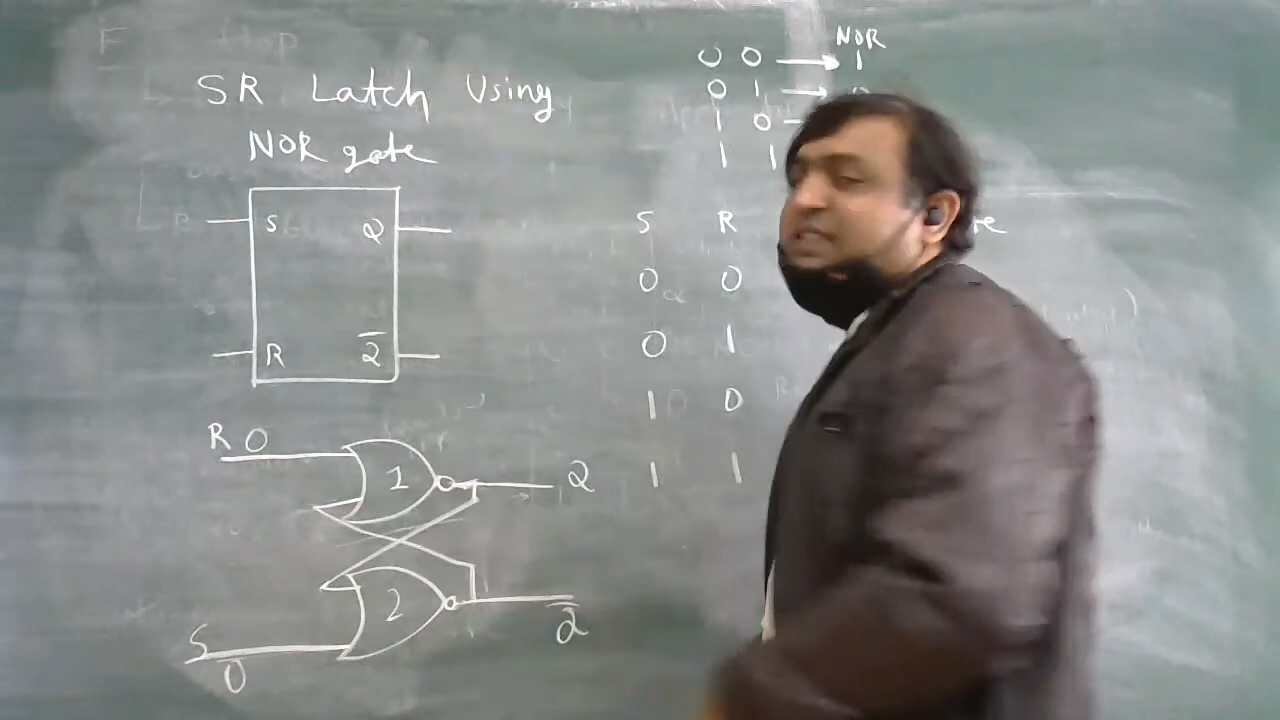 SR Latch Using
NOR gate
S Q
R Q̅
R 0
1
Q
2
Q̅
S
0
NOR
0 0 → 1
0 1 →
1 0 -
1 1
S R
0 0
0 1
1 0
1 1